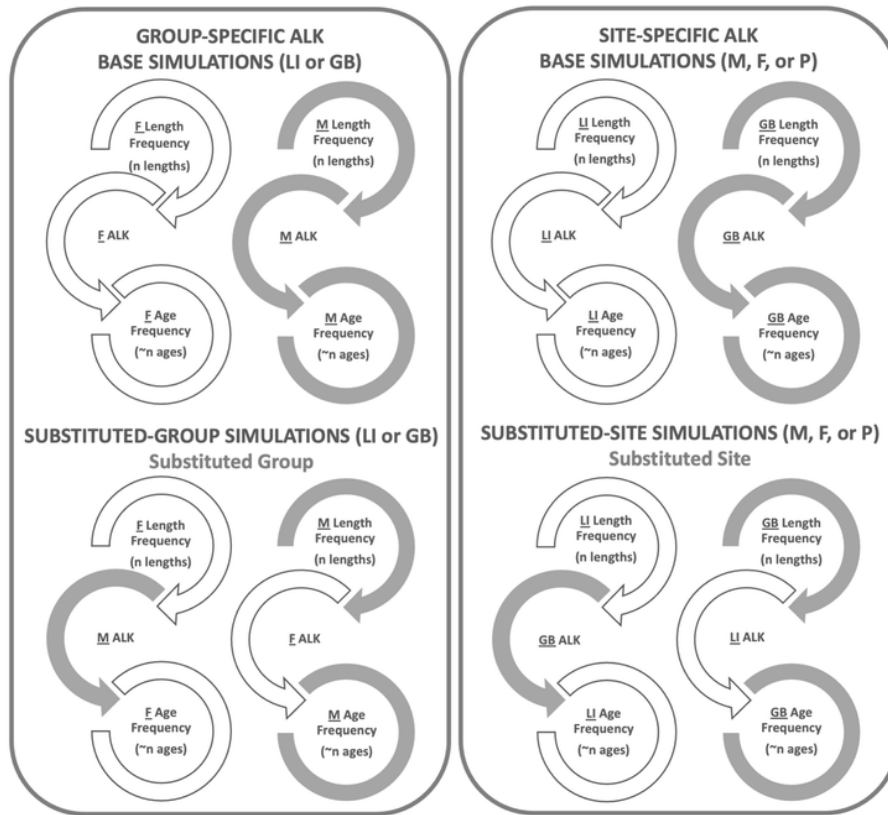 GROUP-SPECIFIC ALK
BASE SIMULATIONS (LI or GB)
F Length
Frequency
(n lengths)
M Length
Frequency
(n lengths)
F ALK
M ALK
F Age
Frequency
(~n ages)
M Age
Frequency
(~n ages)
SUBSTITUTED-GROUP SIMULATIONS (LI or GB)
Substituted Group
F Length
Frequency
(n lengths)
M Length
Frequency
(n lengths)
M ALK
F ALK
F Age
Frequency
(~n ages)
M Age
Frequency
(~n ages)
SITE-SPECIFIC ALK
BASE SIMULATIONS (M, F, or P)
LI Length
Frequency
(n lengths)
GB Length
Frequency
(n lengths)
LI ALK
GB ALK
LI Age
Frequency
(~n ages)
GB Age
Frequency
(~n ages)
SUBSTITUTED-SITE SIMULATIONS (M, F, or P)
Substituted Site
LI Length
Frequency
(n lengths)
GB Length
Frequency
(n lengths)
GB ALK
LI ALK
LI Age
Frequency
(~n ages)
GB Age
Frequency
(~n ages)